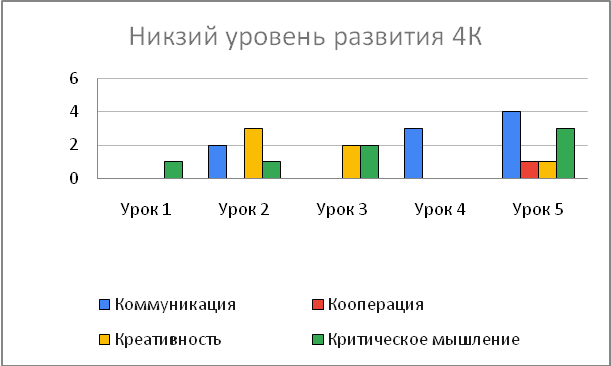 Никзий уровень развития 4К
6
4
2
0
Урок 1 Урок 2 Урок 3 Урок 4 Урок 5
Коммуникация Кооперация
Креативность Критическое мышление